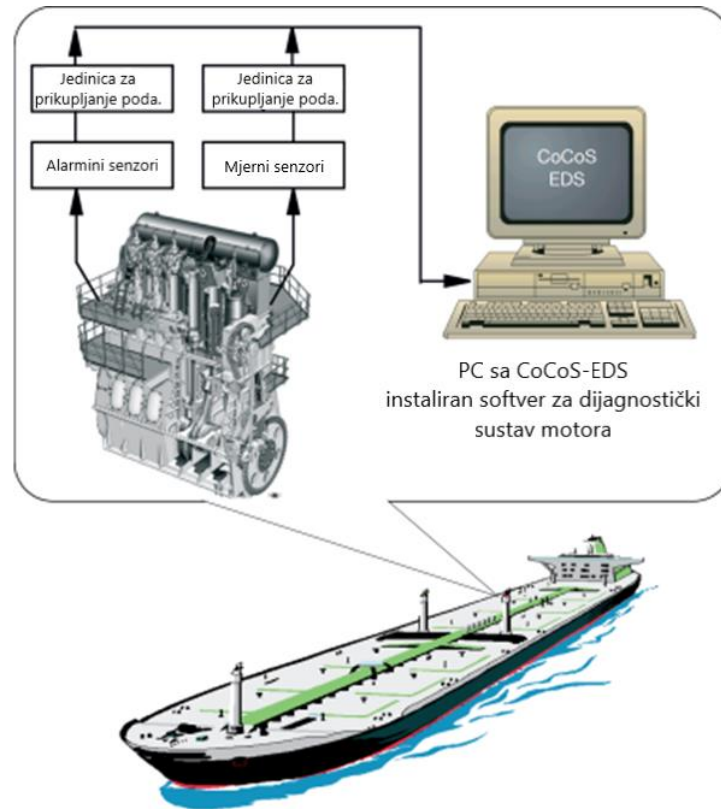 Jedinica za
prikupljanje poda.
Jedinica za
prikupljanje poda.
Alarmini senzori
Mjerni senzori
CoCoS
EDS
PC sa CoCoS-EDS
instaliran softver za dijagnostički
sustav motora